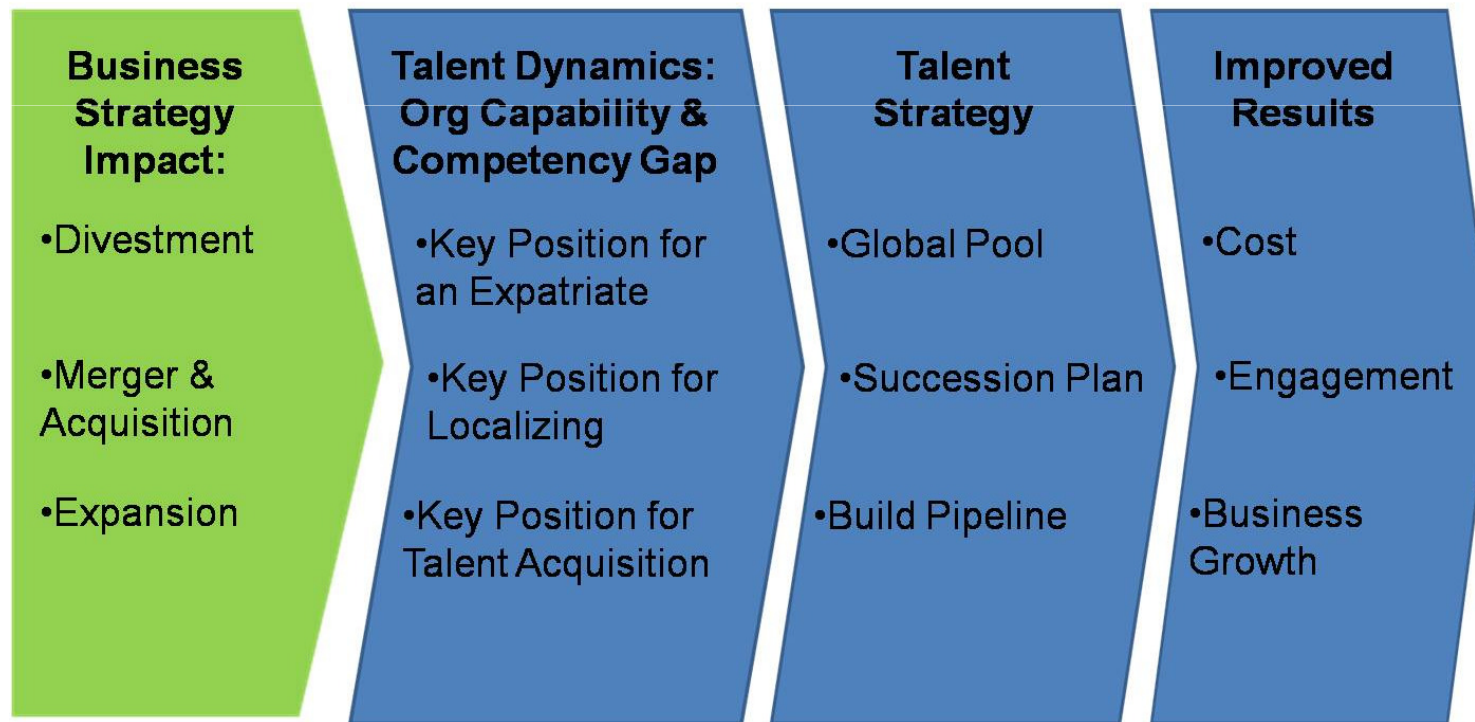 Business
Strategy
Impact:
•Divestment
•Merger &
Acquisition
•Expansion
Talent Dynamics:
Org Capability &
Competency Gap
•Key Position for
an Expatriate
•Key Position for
Localizing
•Key Position for
Talent Acquisition
Talent
Strategy
•Global Pool
•Succession Plan
•Build Pipeline
Improved
Results
•Cost
•Engagement
•Business
Growth